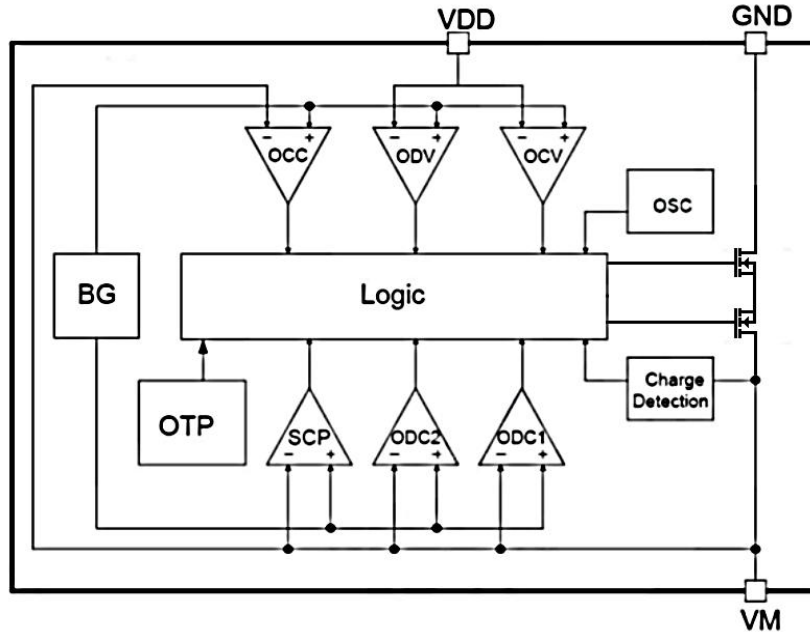 VDD
GND
- +
OCC
- +
ODV
- +
OCV
OSC
BG
Logic
OTP
SCP
- +
ODC2
- +
ODC1
- +
Charge
Detection
VM